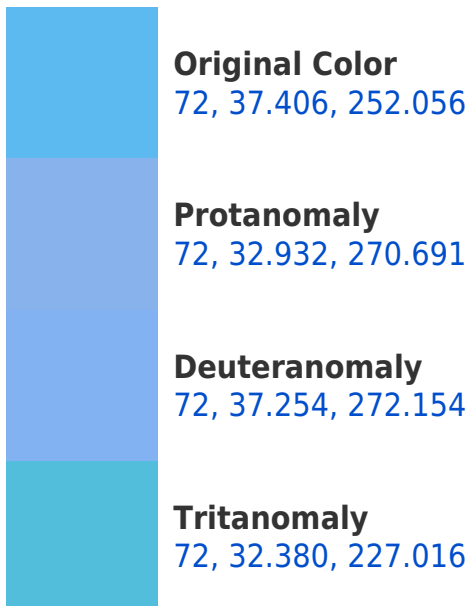 Original Color
72, 37.406, 252.056
Protanomaly
72, 32.932, 270.691
Deuteranomaly
72, 37.254, 272.154
Tritanomaly
72, 32.380, 227.016